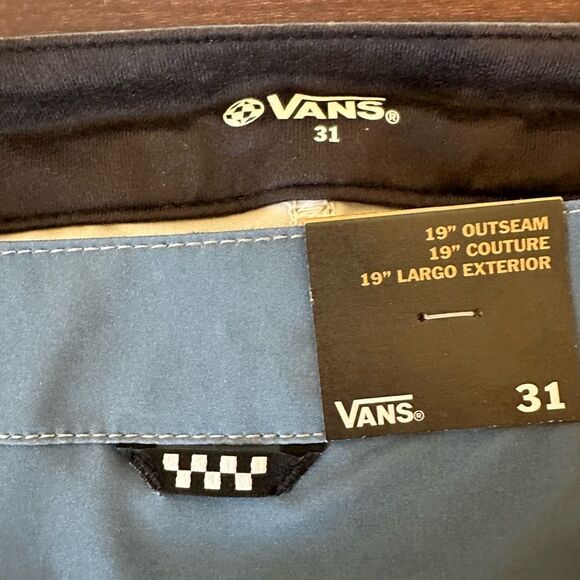 VANS®
31
19” OUTSEAM
19” COUTURE
19” LARGO EXTERIOR
VANS® 31